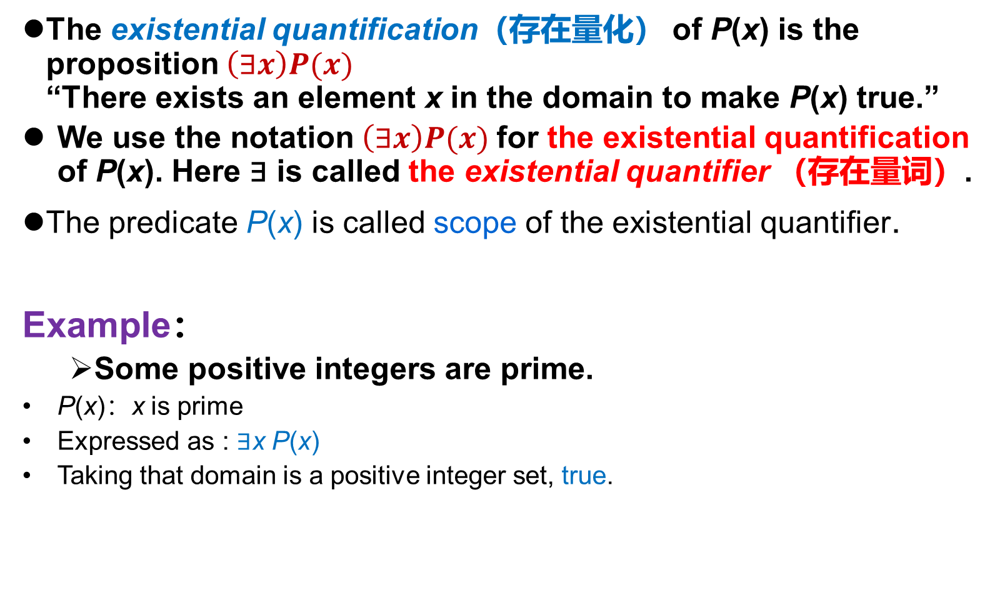 ●The existential quantification（存在量化） of P(x) is the
proposition (∃x)P(x)
“There exists an element x in the domain to make P(x) true.”
● We use the notation (∃x)P(x) for the existential quantification
of P(x). Here ∃ is called the existential quantifier （存在量词）.
●The predicate P(x) is called scope of the existential quantifier.
Example：
➢Some positive integers are prime.
• P(x)：x is prime
• Expressed as : ∃x P(x)
• Taking that domain is a positive integer set, true.